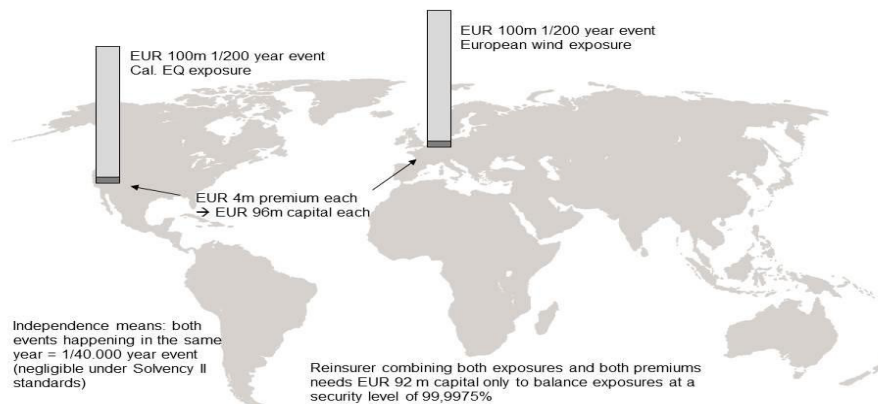 EUR 100m 1/200 year event
Cal. EQ exposure
EUR 100m 1/200 year event
European wind exposure
EUR 4m premium each
→ EUR 96m capital each
Independence means: both
events happening in the same
year = 1/40.000 year event
(negligible under Solvency II
standards)
Reinsurer combining both exposures and both premiums
needs EUR 92 m capital only to balance exposures at a
security level of 99,9975%